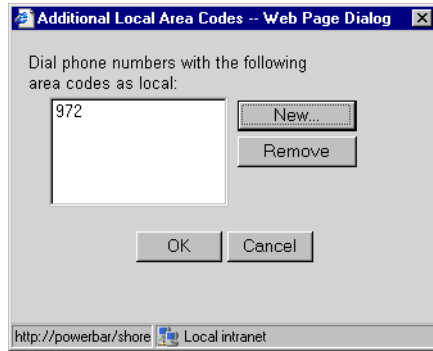 Additional Local Area Codes -- Web Page Dialog
Dial phone numbers with the following
area codes as local:
972
New...
Remove
OK
Cancel
http://powerbar/shore
Local intranet